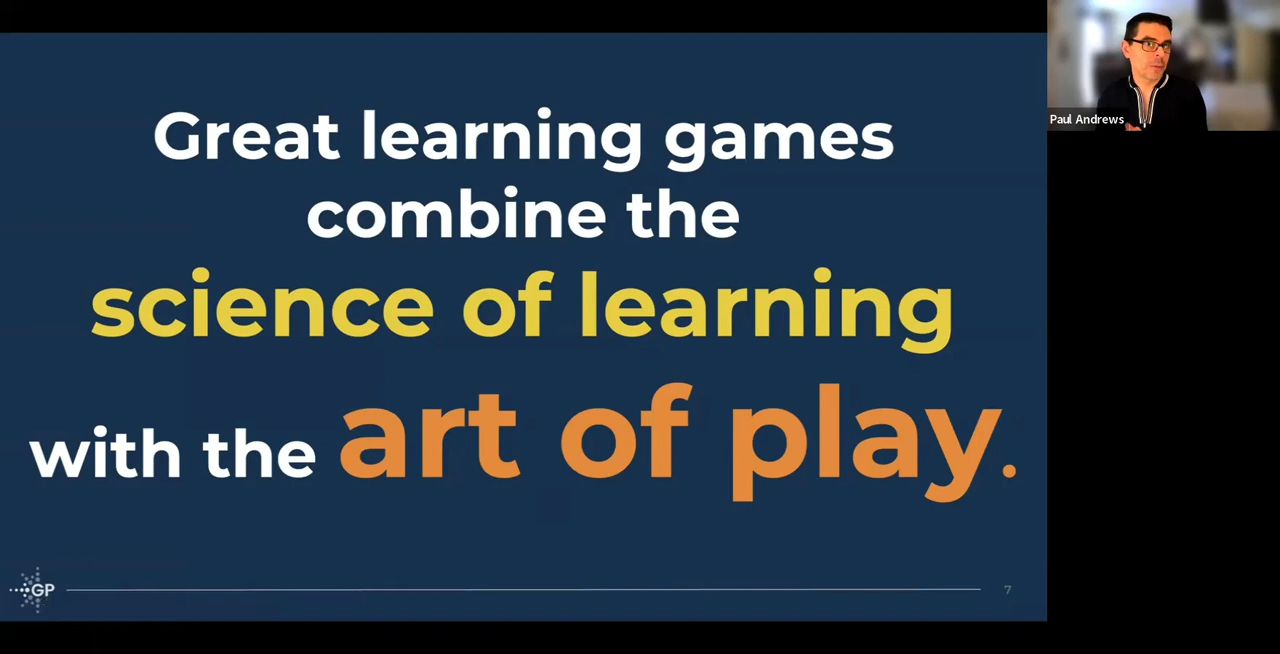 Great learning games
combine the
science of learning
with the art of play.
GP
7
Paul Andrews